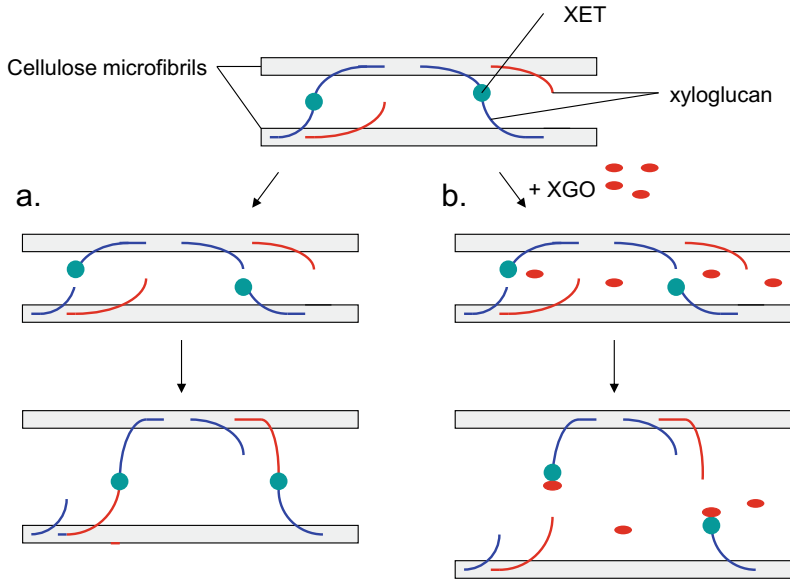 XET
Cellulose microfibrils
xyloglucan
a.
b.
+ XGO